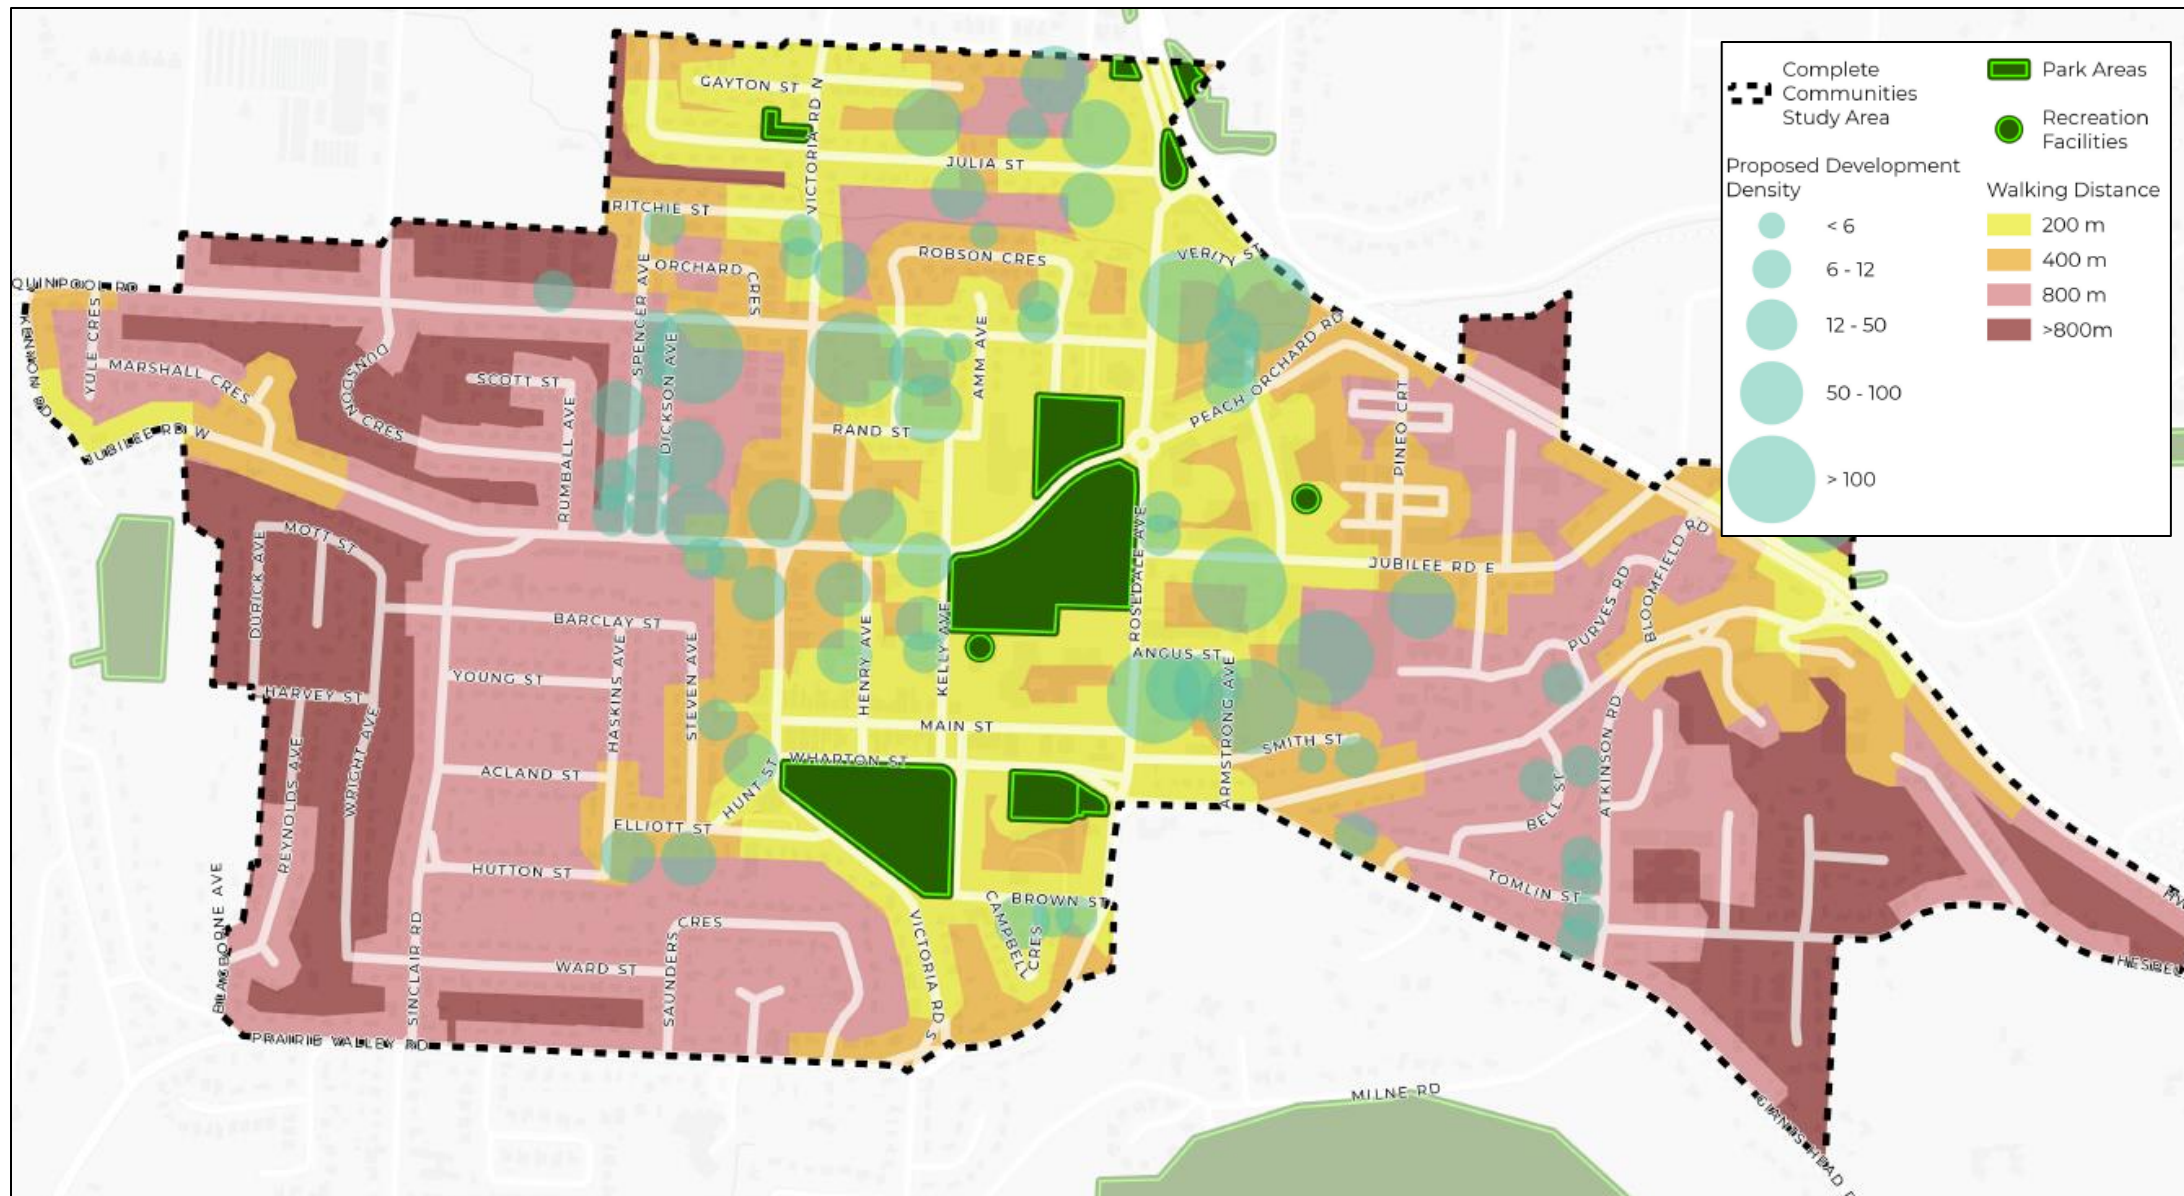 Complete
Communities
Study Area
Proposed Development
Density
< 6
6 - 12
12 - 50
50 - 100
> 100
Park Areas
Recreation
Facilities
Walking Distance
200 m
400 m
800 m
>800m
GAYTON ST
VICTORIA RD N
JULIA ST
RITCHIE ST
ORCHARD CRES
ROBSON CRES
VERITY ST
QUINPOOL RD
YULE CRES
KENYON RD
MARSHALL CRES
JUBILEE RD W
DUNSDON CRES
SCOTT ST
RUMBALL AVE
SPENCER AVE
DICKSON AVE
AMM AVE
RAND ST
PEACH ORCHARD RD
PINEO CRT
MOTT ST
DURICK AVE
BARCLAY ST
HENRY AVE
KELLY AVE
ROSEDALE AVE
JUBILEE RD E
PURVES RD
BLOOMFIELD RD
ANGUS ST
ARMSTRONG AVE
HARVEY ST
YOUNG ST
HASKINS AVE
STEVEN AVE
MAIN ST
WHARTON ST
SMITH ST
HUNT ST
REYNOLDS AVE
WRIGHT AVE
ACLAND ST
ELLIOTT ST
HUTTON ST
BELL ST
ATKINSON RD
TOMLIN ST
BLAGBORNE AVE
SINCLAIR RD
WARD ST
SAUNDERS CRES
VICTORIA RD S
BROWN ST
CAMPBELL CRES
PRAIRIE VALLEY RD
MILNE RD
GIANTS HEAD